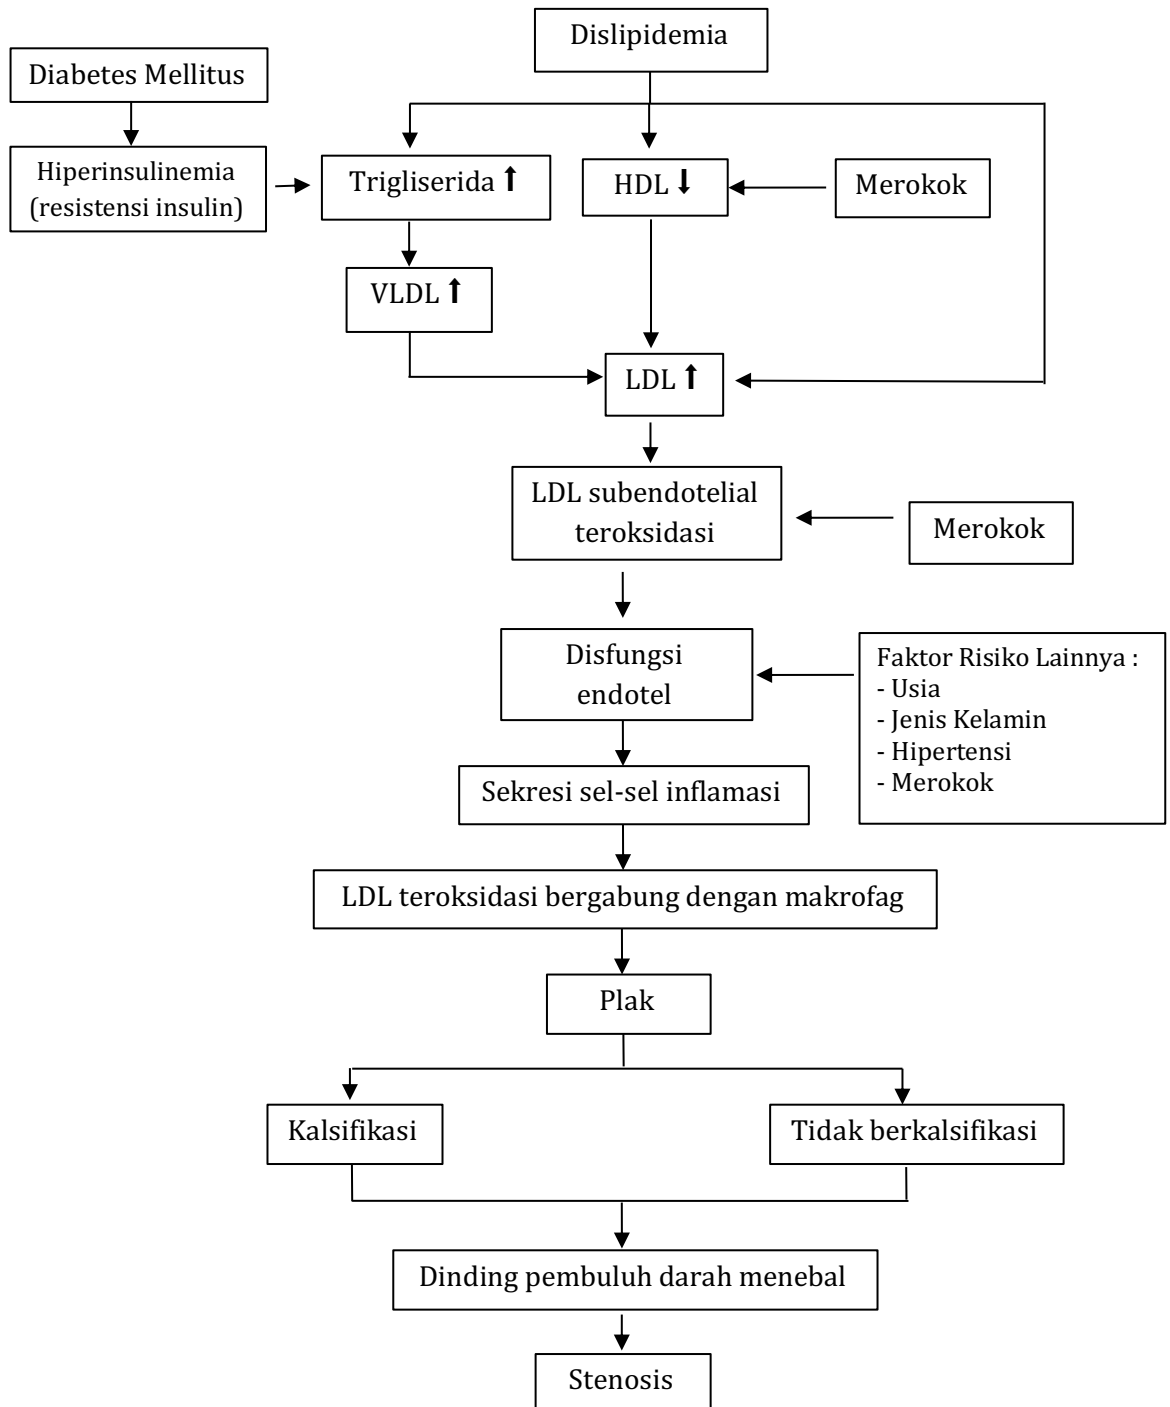 Dislipidemia
Diabetes Mellitus
Hiperinsulinemia
(resistensi insulin)
Trigliserida ⬆
HDL ⬇
Merokok
VLDL ⬆
LDL ⬆
LDL subendotelial
teroksidasi
Merokok
Disfungsi
endotel
Faktor Risiko Lainnya :
- Usia
- Jenis Kelamin
- Hipertensi
- Merokok
Sekresi sel-sel inflamasi
LDL teroksidasi bergabung dengan makrofag
Plak
Kalsifikasi
Tidak berkalsifikasi
Dinding pembuluh darah menebal
Stenosis